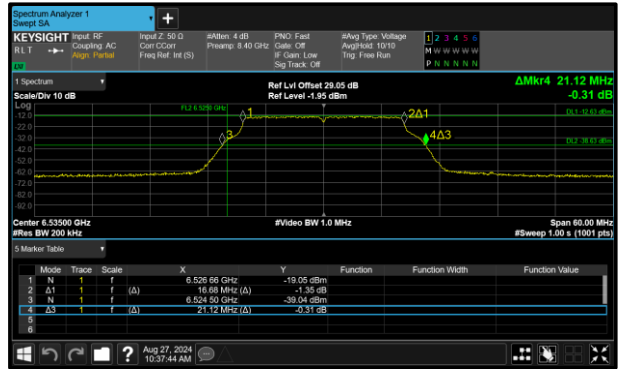 Spectrum Analyzer 1
Swept SA
+
KEYSIGHT Input: RF Input Z: 50 Ω #Atten: 4 dB PNO: Fast #Avg Type: Voltage 1 2 3 4 5 6
RLT Coupling: AC Corr CCorr Preamp: 8.40 GHz Gate: Off Avg|Hold: 10/10 M W W W W W
Align: Partial Freq Ref: Int (S) IF Gain: Low Trig: Free Run
Sig Track: Off P N N N N N
1 Spectrum Ref Lvl Offset 29.05 dB ΔMkr4 21.12 MHz
Scale/Div 10 dB Ref Level -1.95 dBm -0.31 dB
Log
-12.0 FL2 6.5250 GHz 1 2Δ1 DL1 -12.63 dBm
-22.0
-32.0 3 4Δ3 DL2 -38.63 dBm
-42.0
-52.0
-62.0
-72.0
-82.0
-92.0
Center 6.53500 GHz #Video BW 1.0 MHz Span 60.00 MHz
#Res BW 200 kHz #Sweep 1.00 s (1001 pts)
5 Marker Table
Mode Trace Scale X Y Function Function Width Function Value
1 N 1 f 6.526 66 GHz -19.05 dBm
2 Δ1 1 f (Δ) 16.68 MHz (Δ) -1.35 dB
3 N 1 f 6.524 50 GHz -39.04 dBm
4 Δ3 1 f (Δ) 21.12 MHz (Δ) -0.31 dB
5
6
? Aug 27, 2024
10:37:44 AM